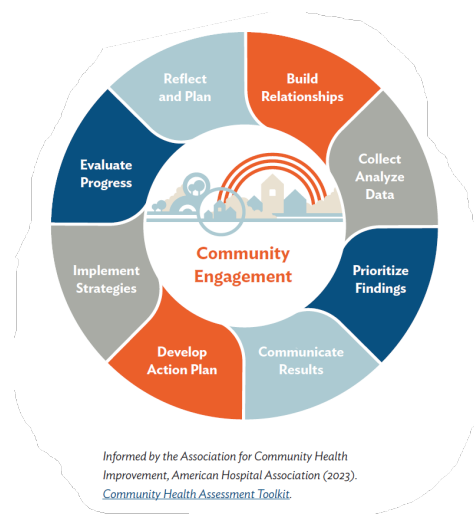 Reflect
and Plan
Build
Relationships
Collect
Analyze
Data
Prioritize
Findings
Communicate
Results
Develop
Action Plan
Implement
Strategies
Evaluate
Progress
Community
Engagement
Informed by the Association for Community Health
Improvement, American Hospital Association (2023).
Community Health Assessment Toolkit.